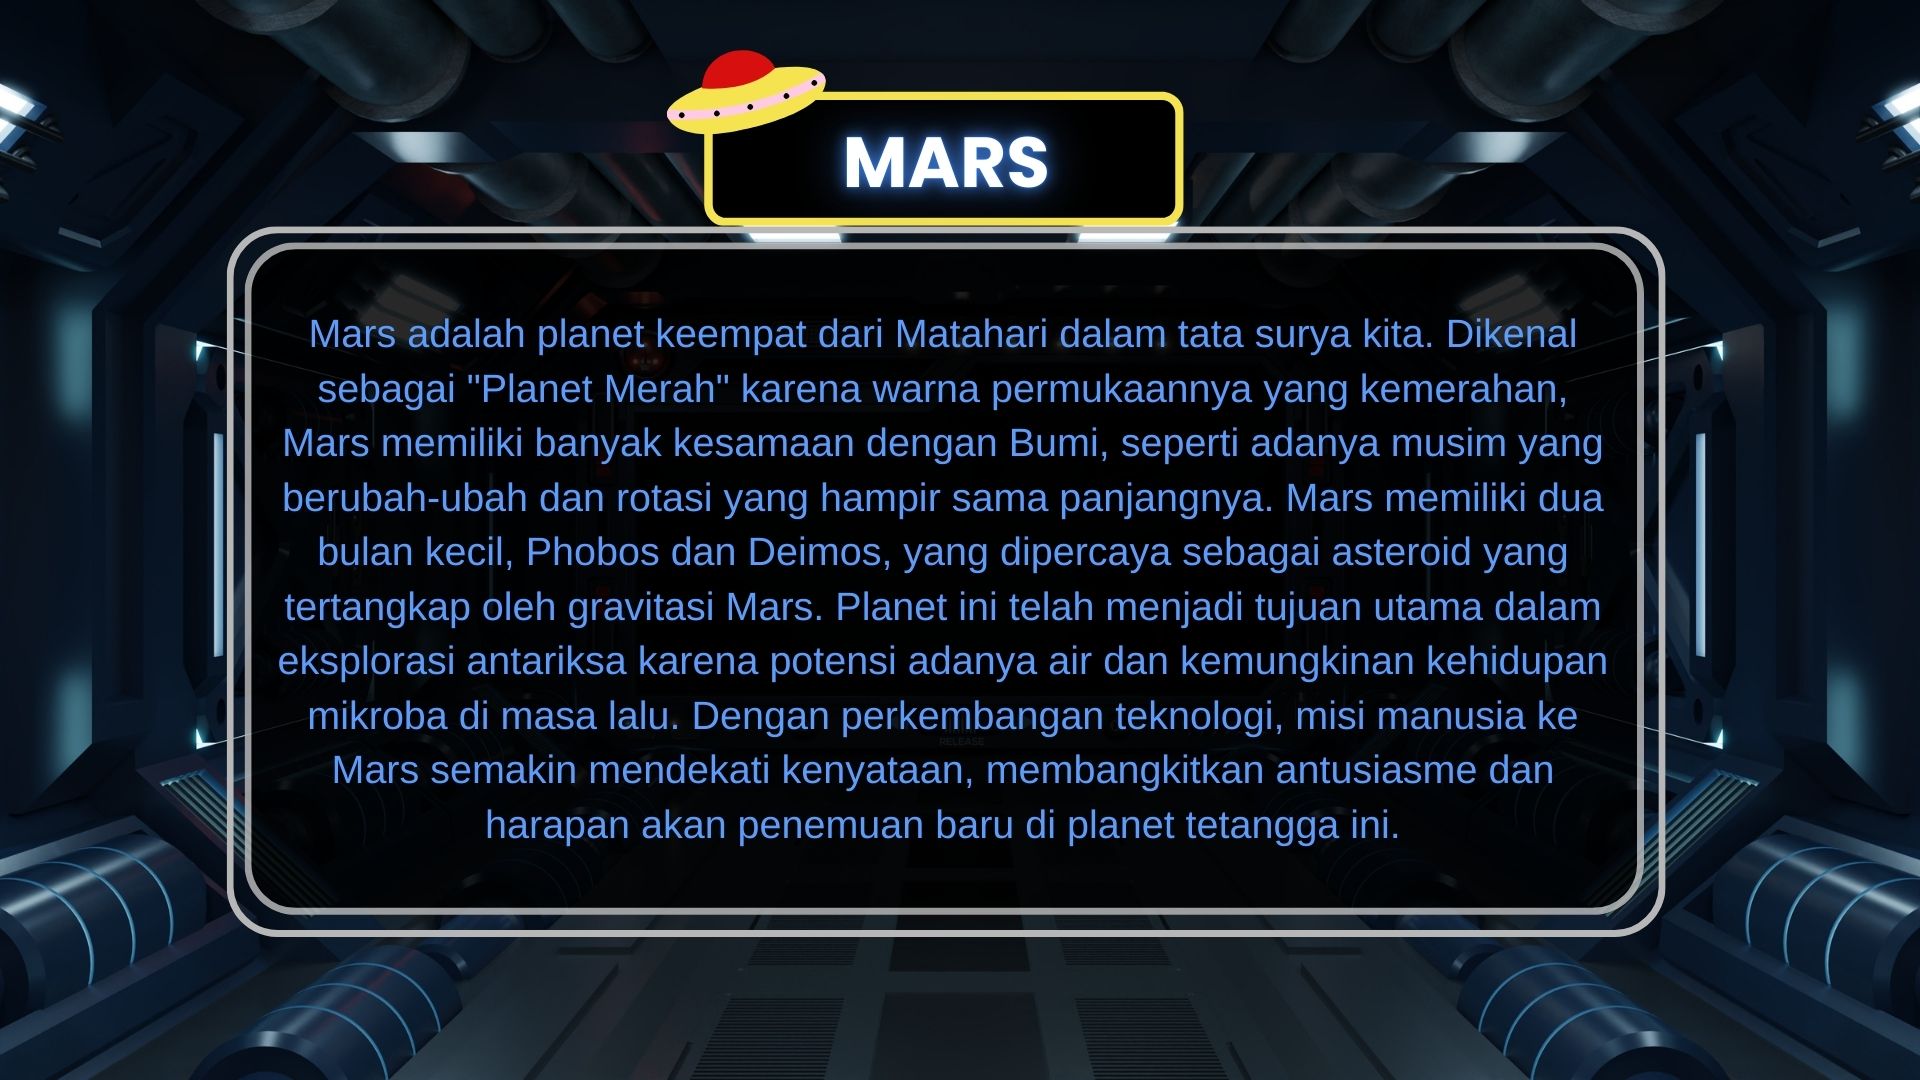 MARS
Mars adalah planet keempat dari Matahari dalam tata surya kita. Dikenal
sebagai "Planet Merah" karena warna permukaannya yang kemerahan,
Mars memiliki banyak kesamaan dengan Bumi, seperti adanya musim yang
berubah-ubah dan rotasi yang hampir sama panjangnya. Mars memiliki dua
bulan kecil, Phobos dan Deimos, yang dipercaya sebagai asteroid yang
tertangkap oleh gravitasi Mars. Planet ini telah menjadi tujuan utama dalam
eksplorasi antariksa karena potensi adanya air dan kemungkinan kehidupan
mikroba di masa lalu. Dengan perkembangan teknologi, misi manusia ke
RELEASE
Mars semakin mendekati kenyataan, membangkitkan antusiasme dan
harapan akan penemuan baru di planet tetangga ini.